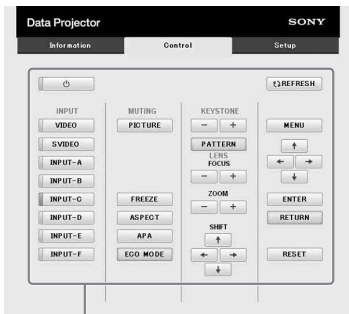 Data Projector SONY
Information Control Setup
REFRESH
INPUT MUTING KEYSTONE
VIDEO PICTURE - + MENU
SVIDEO PATTERN
LENS
INPUT-A FOCUS
INPUT-B - +
INPUT-C FREEZE ZOOM ENTER
INPUT-D ASPECT - + RETURN
INPUT-E APA SHIFT
INPUT-F ECO MODE RESET